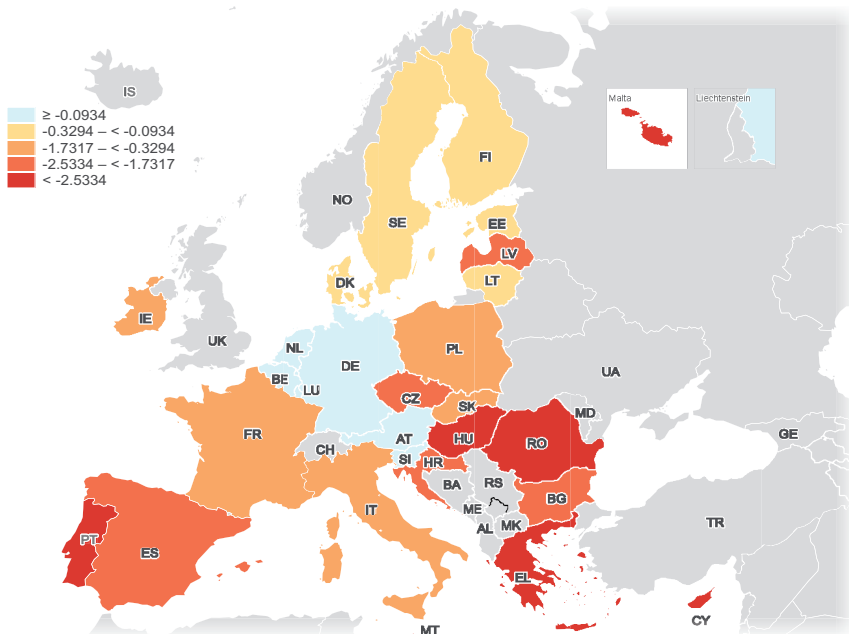 IS
≥ -0.0934
-0.3294 – < -0.0934
-1.7317 – < -0.3294
-2.5334 – < -1.7317
< -2.5334
Malta
Liechtenstein
FI
NO
SE
EE
LV
DK
LT
IE
UK
NL
PL
DE
UA
BE
LU
CZ
SK
MD
FR
AT
HU
RO
GE
CH
SI
HR
BA
RS
BG
ME
IT
MK
AL
TR
PT
ES
EL
CY
MT